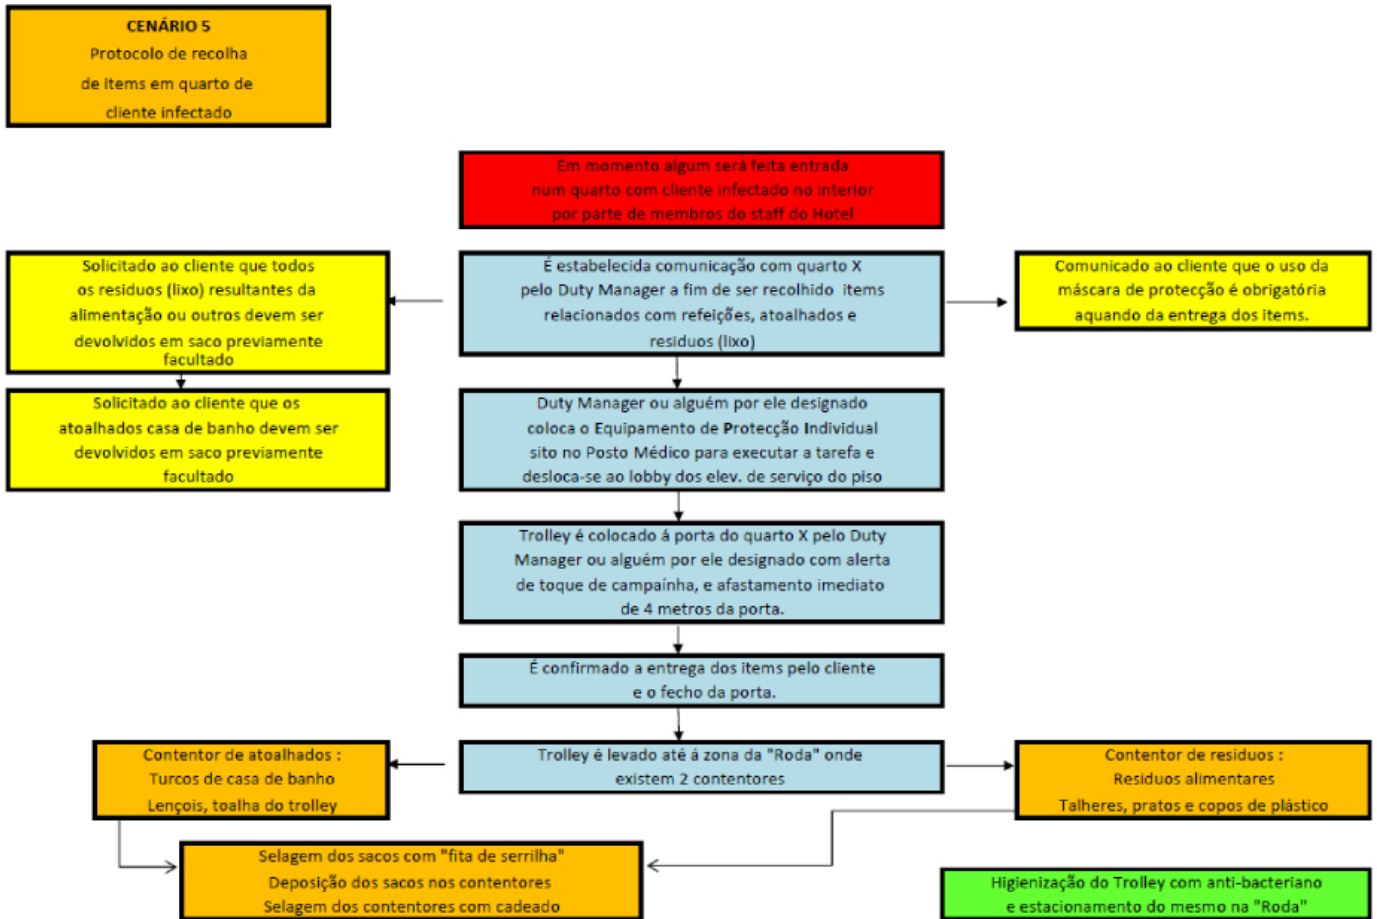 CENÁRIO 5
Protocolo de recolha
de items em quarto de
cliente infectado
Em momento algum será feita entrada
num quarto com cliente infectado no interior
por parte de membros do staff do Hotel
Solicitado ao cliente que todos
os residuos (lixo) resultantes da
alimentação ou outros devem ser
devolvidos em saco previamente
facultado
É estabelecida comunicação com quarto X
pelo Duty Manager a fim de ser recolhido items
relacionados com refeições, atoalhados e
residuos (lixo)
Comunicado ao cliente que o uso da
máscara de protecção é obrigatória
aquando da entrega dos items.
Solicitado ao cliente que os
atoalhados casa de banho devem ser
devolvidos em saco previamente
facultado
Duty Manager ou alguém por ele designado
coloca o Equipamento de Protecção Individual
sito no Posto Médico para executar a tarefa e
desloca-se ao lobby dos elev. de serviço do piso
Trolley é colocado á porta do quarto X pelo Duty
Manager ou alguém por ele designado com alerta
de toque de campaínha, e afastamento imediato
de 4 metros da porta.
É confirmado a entrega dos items pelo cliente
e o fecho da porta.
Contentor de atoalhados :
Turcos de casa de banho
Lençois, toalha do trolley
Trolley é levado até á zona da "Roda" onde
existem 2 contentores
Contentor de residuos :
Residuos alimentares
Talheres, pratos e copos de plástico
Selagem dos sacos com "fita de serrilha"
Deposição dos sacos nos contentores
Selagem dos contentores com cadeado
Higienização do Trolley com anti-bacteriano
e estacionamento do mesmo na "Roda"